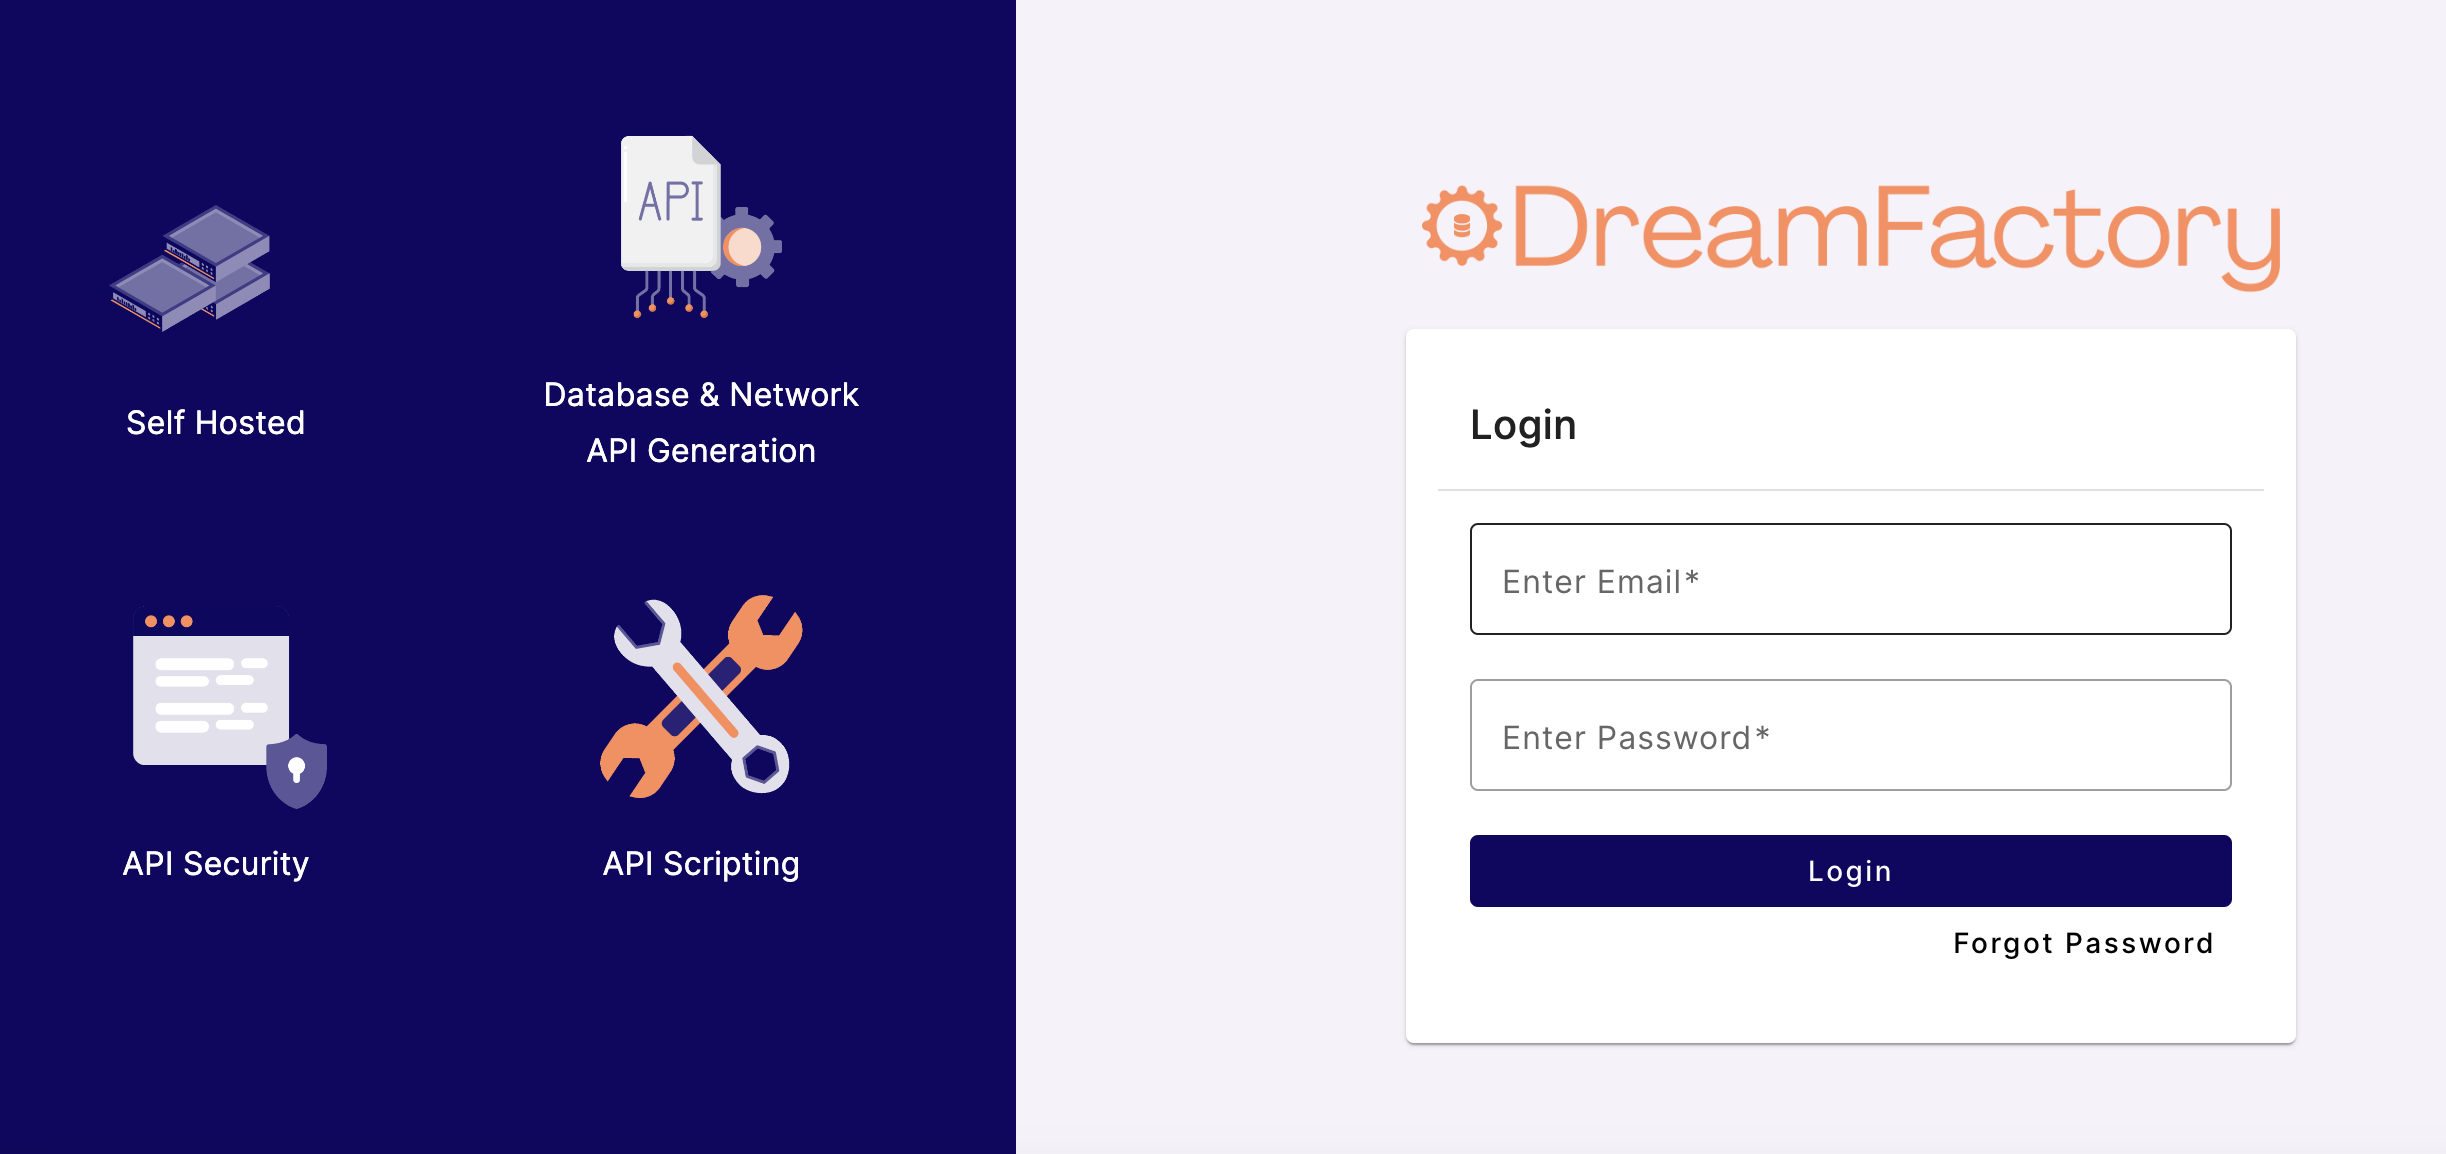 Self Hosted
API
Database & Network
API Generation
API Security
API Scripting
DreamFactory
Login
Enter Email*
Enter Password*
Login
Forgot Password